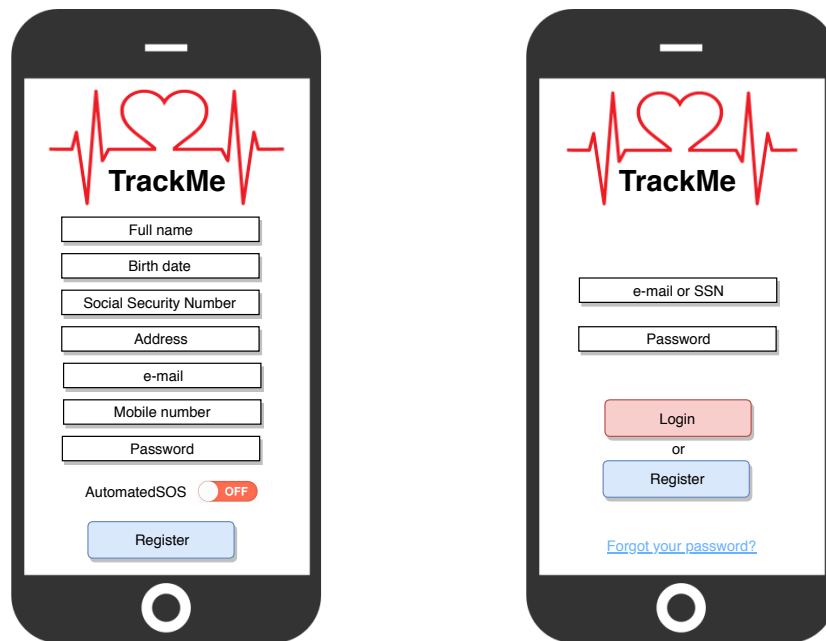 TrackMe
Full name
Birth date
Social Security Number
Address
e-mail
Mobile number
Password
AutomatedSOS OFF
Register
TrackMe
e-mail or SSN
Password
Login
or
Register
Forgot your password?